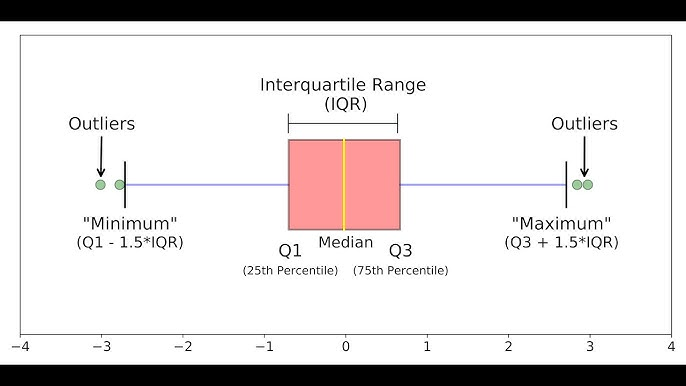 Interquartile Range
(IQR)
Outliers
Outliers
"Minimum"
(Q1 - 1.5*IQR)
"Maximum"
(Q3 + 1.5*IQR)
Median
Q1
Q3
(25th Percentile)
(75th Percentile)
−4 −3 −2 −1 0 1 2 3 4